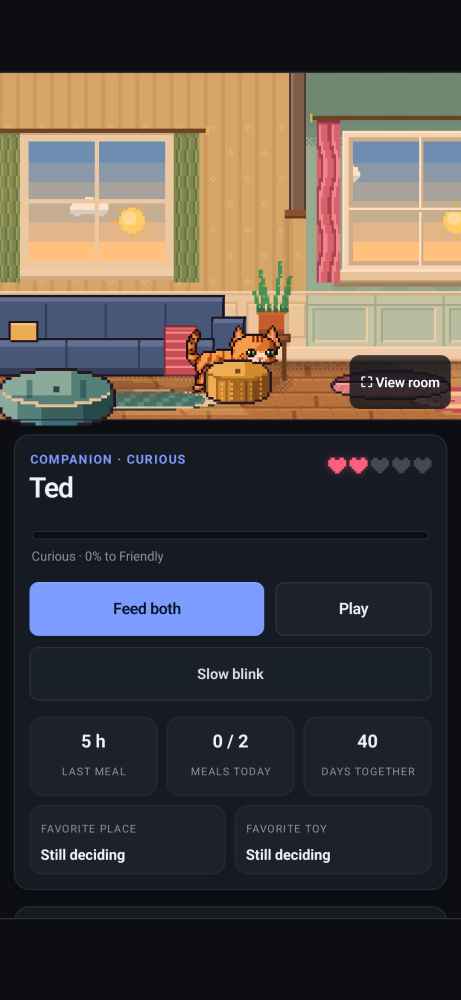 View room
COMPANION · CURIOUS
Ted
Curious · 0% to Friendly
Feed both
Play
Slow blink
5 h
LAST MEAL
0 / 2
MEALS TODAY
40
DAYS TOGETHER
FAVORITE PLACE
Still deciding
FAVORITE TOY
Still deciding